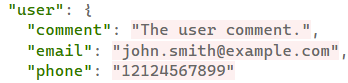 "user": {
"comment": "The user comment.",
"email": "john.smith@example.com",
"phone": "12124567899"